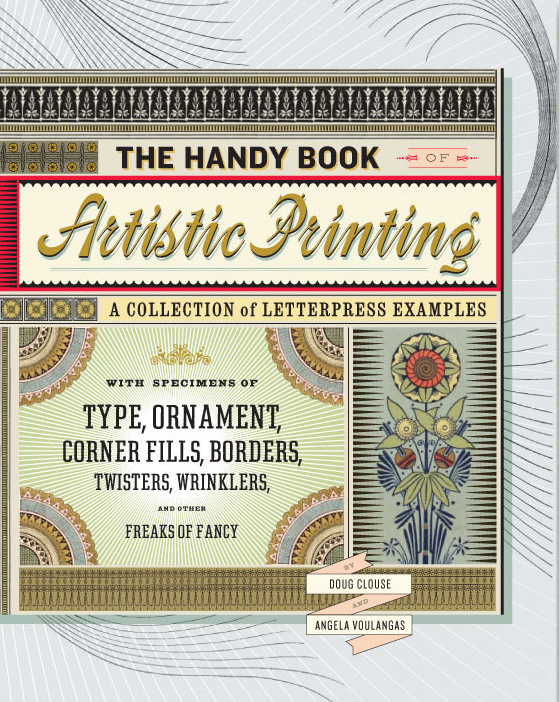 THE HANDY BOOK OF
Artistic Printing
A COLLECTION of LETTERPRESS EXAMPLES
WITH SPECIMENS OF
TYPE, ORNAMENT,
CORNER FILLS, BORDERS,
TWISTERS, WRINKLERS,
AND OTHER
FREAKS OF FANCY
BY
DOUG CLOUSE
AND
ANGELA VOULANGAS